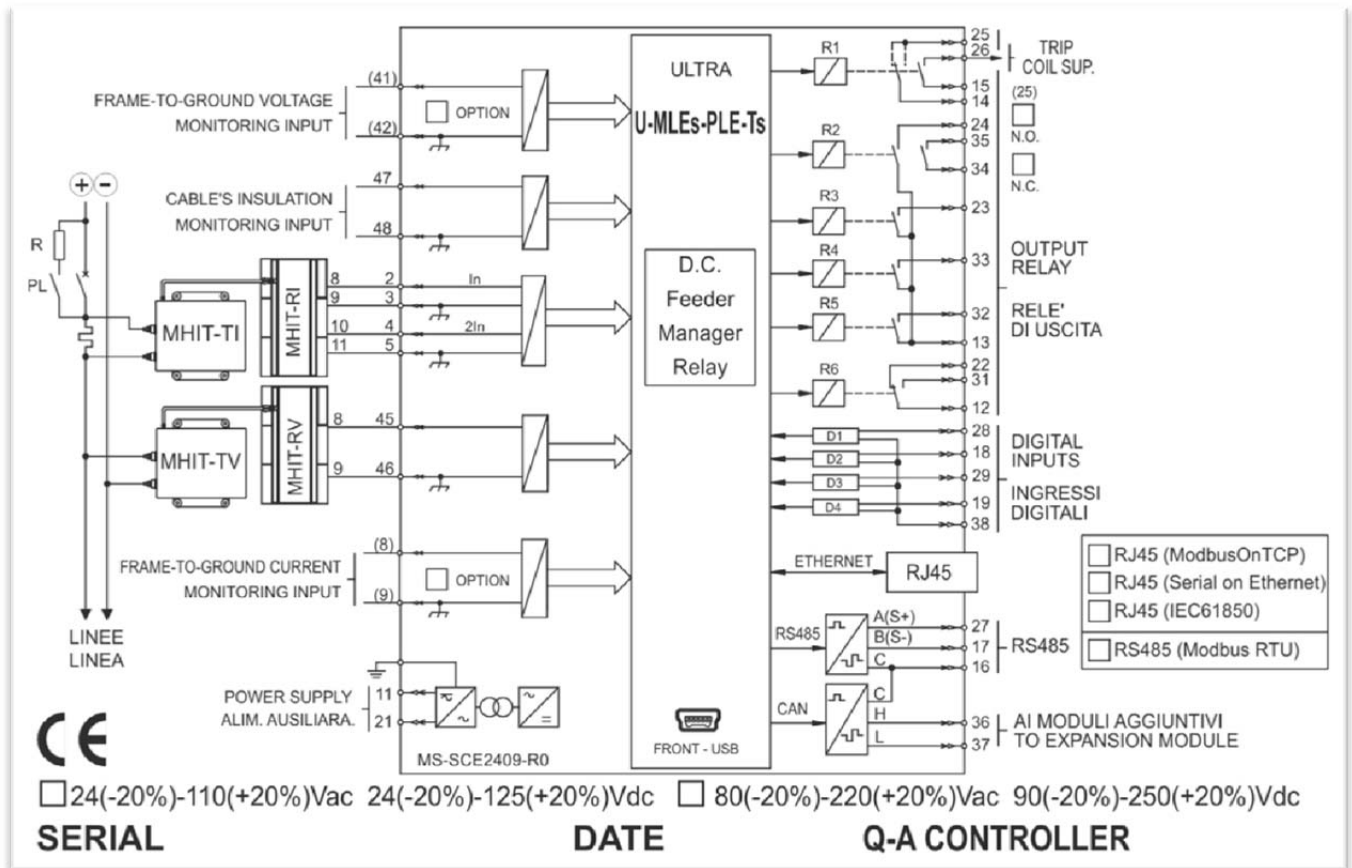 FRAME-TO-GROUND VOLTAGE
MONITORING INPUT
(41)
(42)
OPTION
CABLE'S INSULATION
MONITORING INPUT
47
48
+
−
R
PL
MHIT-TI
MHIT-RI
8 2 In
9 3
10 4 2In
11 5
MHIT-TV
MHIT-RV
8 45
9 46
FRAME-TO-GROUND CURRENT
MONITORING INPUT
(8)
(9)
OPTION
LINEE
LINEA
POWER SUPPLY
ALIM. AUSILIARA.
11
21
MS-SCE2409-R0
ULTRA
U-MLEs-PLE-Ts
D.C.
Feeder
Manager
Relay
FRONT - USB
R1
R2
R3
R4
R5
R6
25
26
15
14
TRIP
COIL SUP.
(25)
N.O.
N.C.
24
35
34
23
33
32
13
22
31
12
OUTPUT
RELAY
RELE'
DI USCITA
D1
D2
D3
D4
28
18
29
19
38
DIGITAL
INPUTS
INGRESSI
DIGITALI
ETHERNET
RJ45
RS485
A(S+)
B(S-)
C
27
17
16
RS485
CAN
C
H
L
36
37
AI MODULI AGGIUNTIVI
TO EXPANSION MODULE
RJ45 (ModbusOnTCP)
RJ45 (Serial on Ethernet)
RJ45 (IEC61850)
RS485 (Modbus RTU)
CE
24(-20%)-110(+20%)Vac 24(-20%)-125(+20%)Vdc 80(-20%)-220(+20%)Vac 90(-20%)-250(+20%)Vdc
SERIAL DATE Q-A CONTROLLER